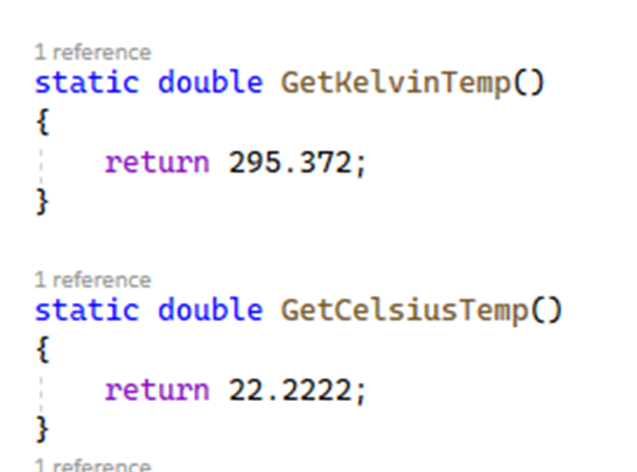 1 reference
static double GetKelvinTemp()
{
return 295.372;
}
1 reference
static double GetCelsiusTemp()
{
return 22.2222;
}
1 reference